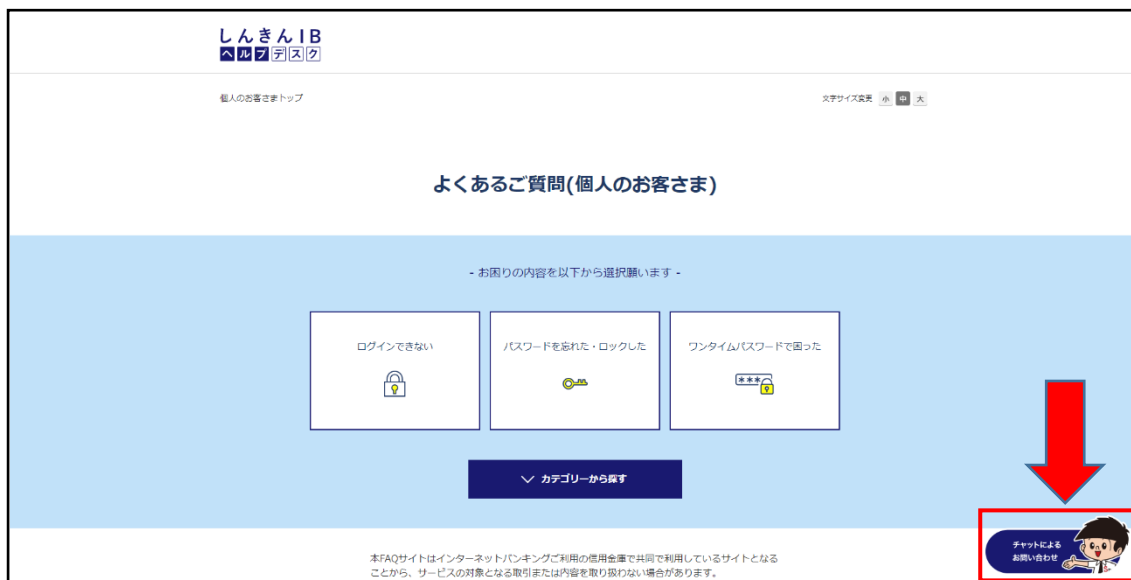 しんきんIB
ヘルプデスク
個人のお客さまトップ
文字サイズ変更 小 中 大
よくあるご質問(個人のお客さま)
- お困りの内容を以下から選択願います -
ログインできない
パスワードを忘れた・ロックした
ワンタイムパスワードで困った
***
カテゴリーから探す
チャットによる
お問い合わせ
本FAQサイトはインターネットバンキングご利用の信用金庫で共同で利用しているサイトとなる
ことから、サービスの対象となる取引または内容を取り扱わない場合があります。